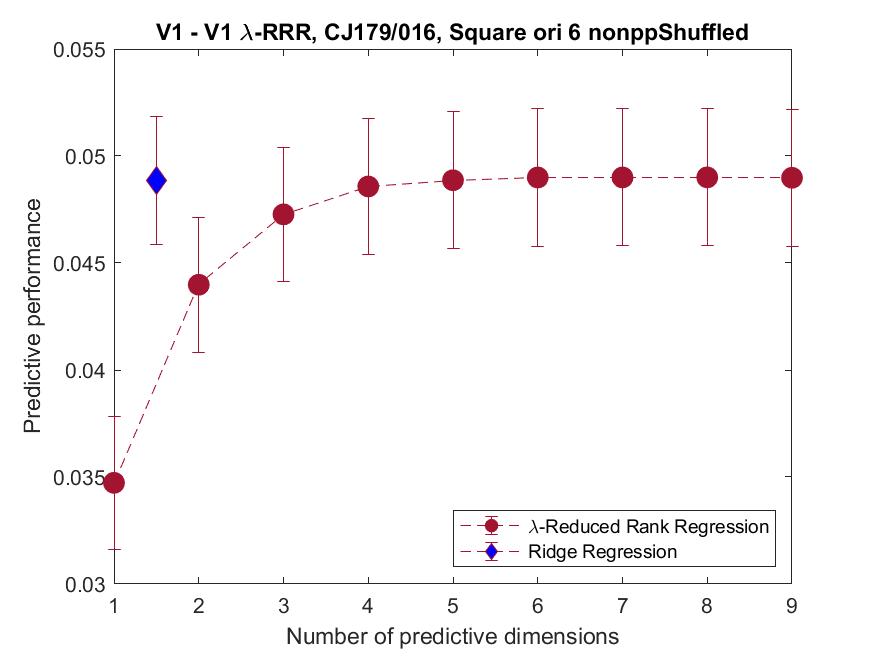 V1 - V1 λ-RRR, CJ179/016, Square ori 6 nonppShuffled
0.055
0.05
0.045
0.04
0.035
0.03
Predictive performance
1 2 3 4 5 6 7 8 9
Number of predictive dimensions
λ-Reduced Rank Regression
Ridge Regression